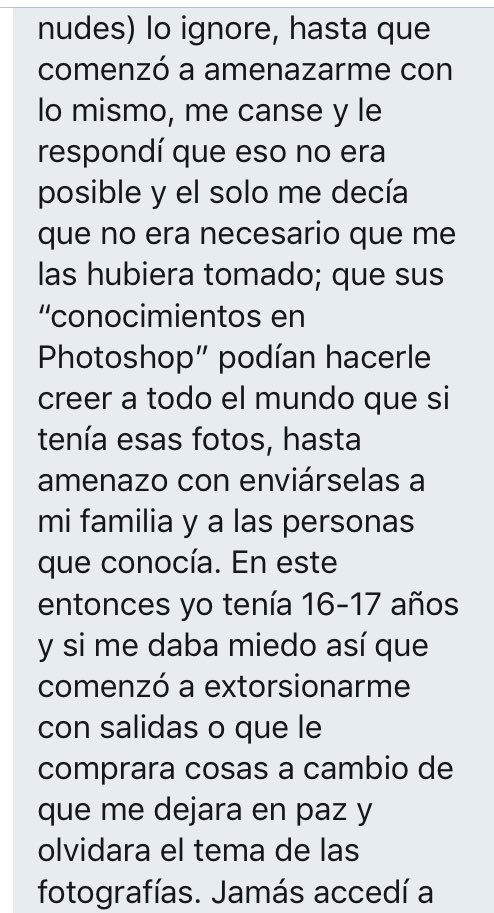 nudes) lo ignore, hasta que
comenzó a amenazarme con
lo mismo, me canse y le
respondí que eso no era
posible y el solo me decía
que no era necesario que me
las hubiera tomado; que sus
“conocimientos en
Photoshop” podían hacerle
creer a todo el mundo que si
tenía esas fotos, hasta
amenazo con enviárselas a
mi familia y a las personas
que conocía. En este
entonces yo tenía 16-17 años
y si me daba miedo así que
comenzó a extorsionarme
con salidas o que le
comprara cosas a cambio de
que me dejara en paz y
olvidara el tema de las
fotografías. Jamás accedí a